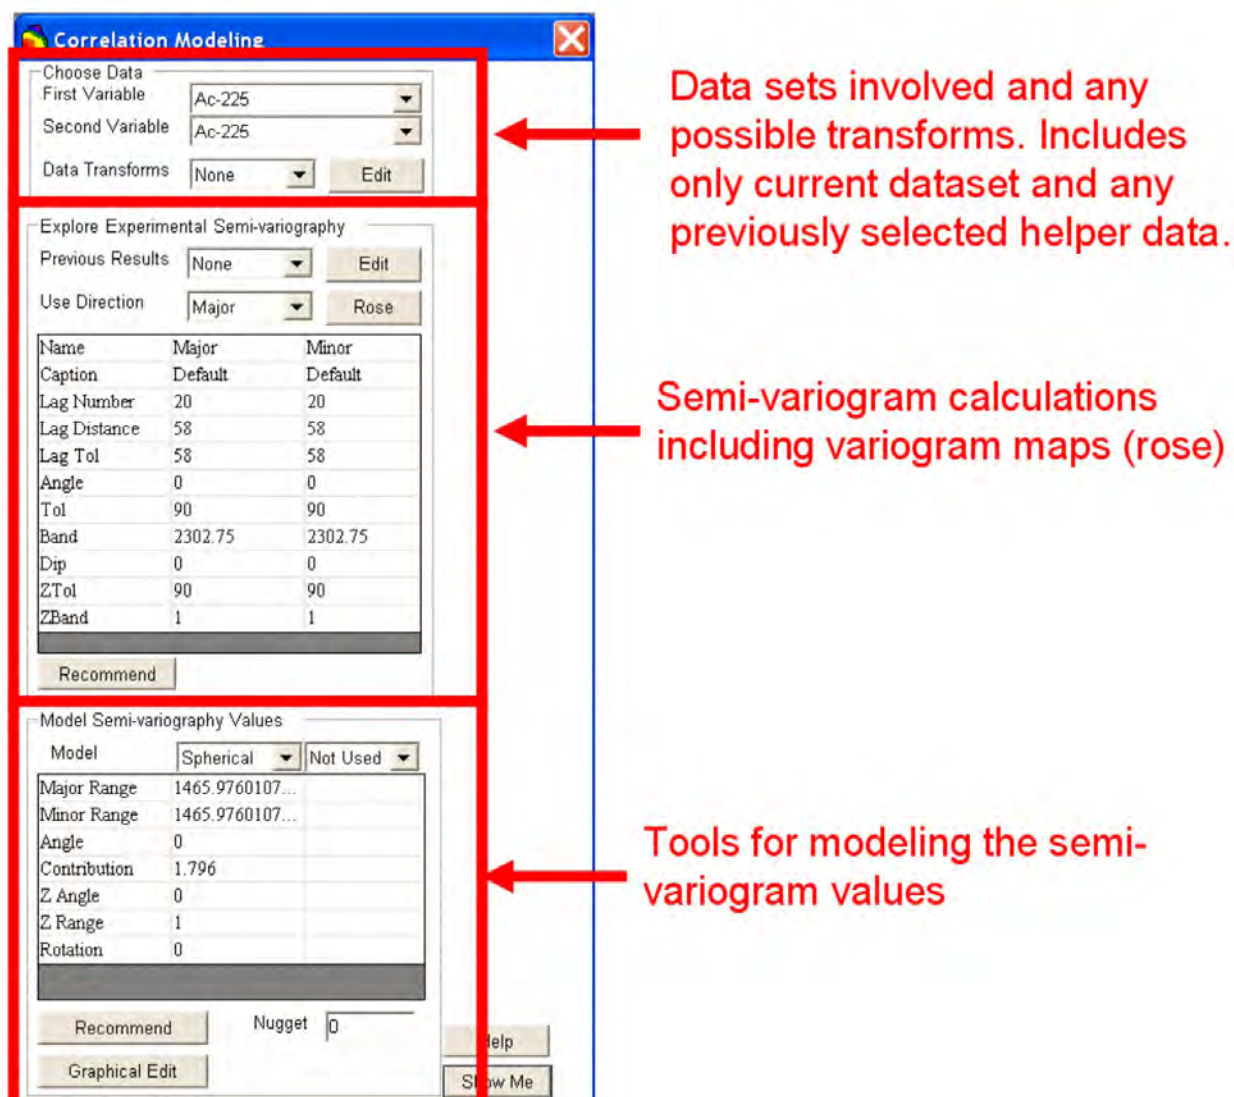 Correlation Modeling
Choose Data
First Variable Ac-225
Second Variable Ac-225
Data Transforms None Edit
Data sets involved and any
possible transforms. Includes
only current dataset and any
previously selected helper data.
Explore Experimental Semi-variography
Previous Results None Edit
Use Direction Major Rose
Name Major Minor
Caption Default Default
Lag Number 20 20
Lag Distance 58 58
Lag Tol 58 58
Angle 0 0
Tol 90 90
Band 2302.75 2302.75
Dip 0 0
ZTol 90 90
ZBand 1 1
Recommend
Semi-variogram calculations
including variogram maps (rose)
Model Semi-variography Values
Model Spherical Not Used
Major Range 1465.9760107...
Minor Range 1465.9760107...
Angle 0
Contribution 1.796
Z Angle 0
Z Range 1
Rotation 0
Recommend Nugget 0
Graphical Edit
Help
Show Me
Tools for modeling the semi-
variogram values